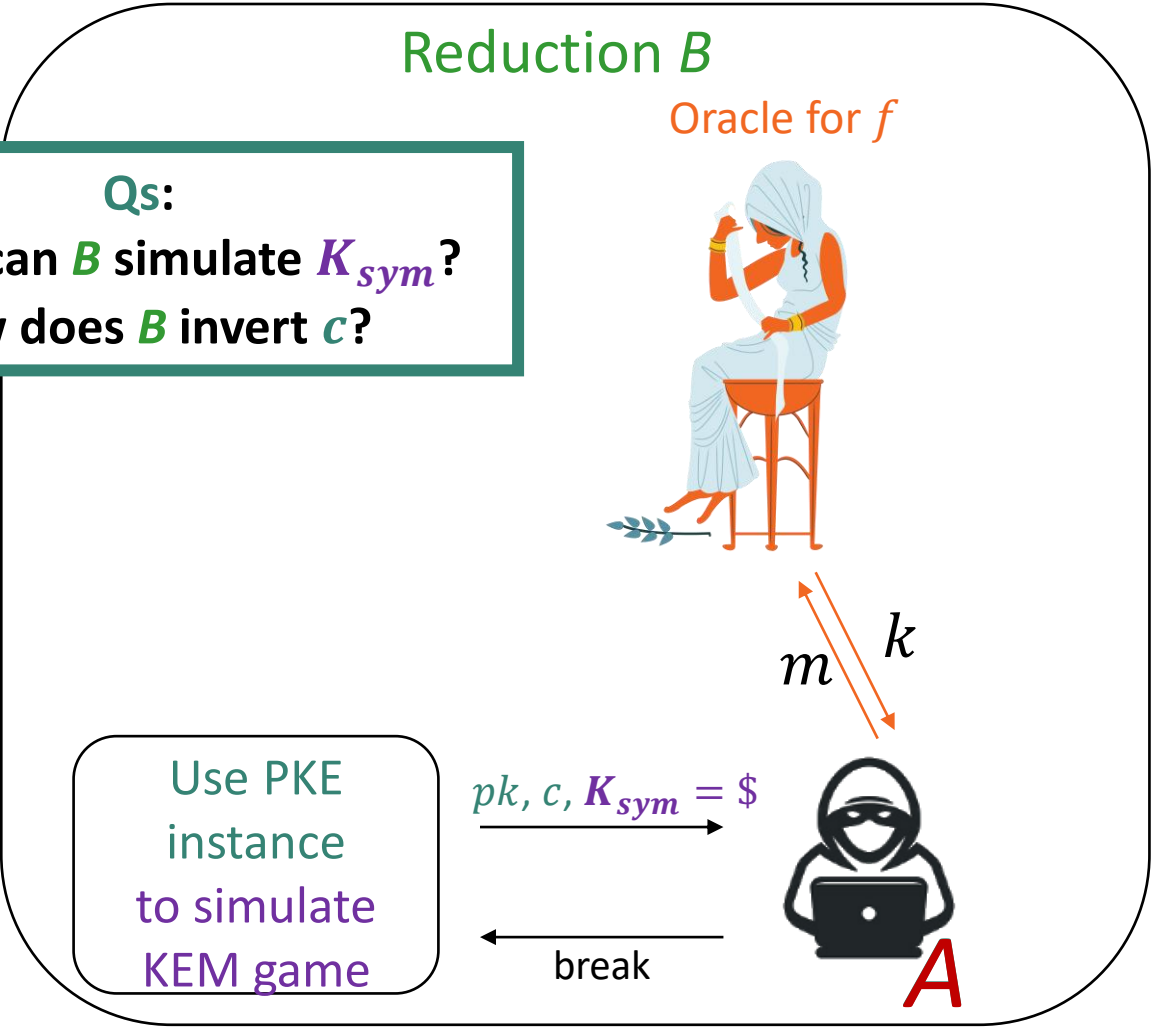 Reduction B
Oracle for f
Qs:
can B simulate K_sym?
does B invert c?
k
m
Use PKE
instance
to simulate
KEM game
pk, c, K_sym = $
break
A